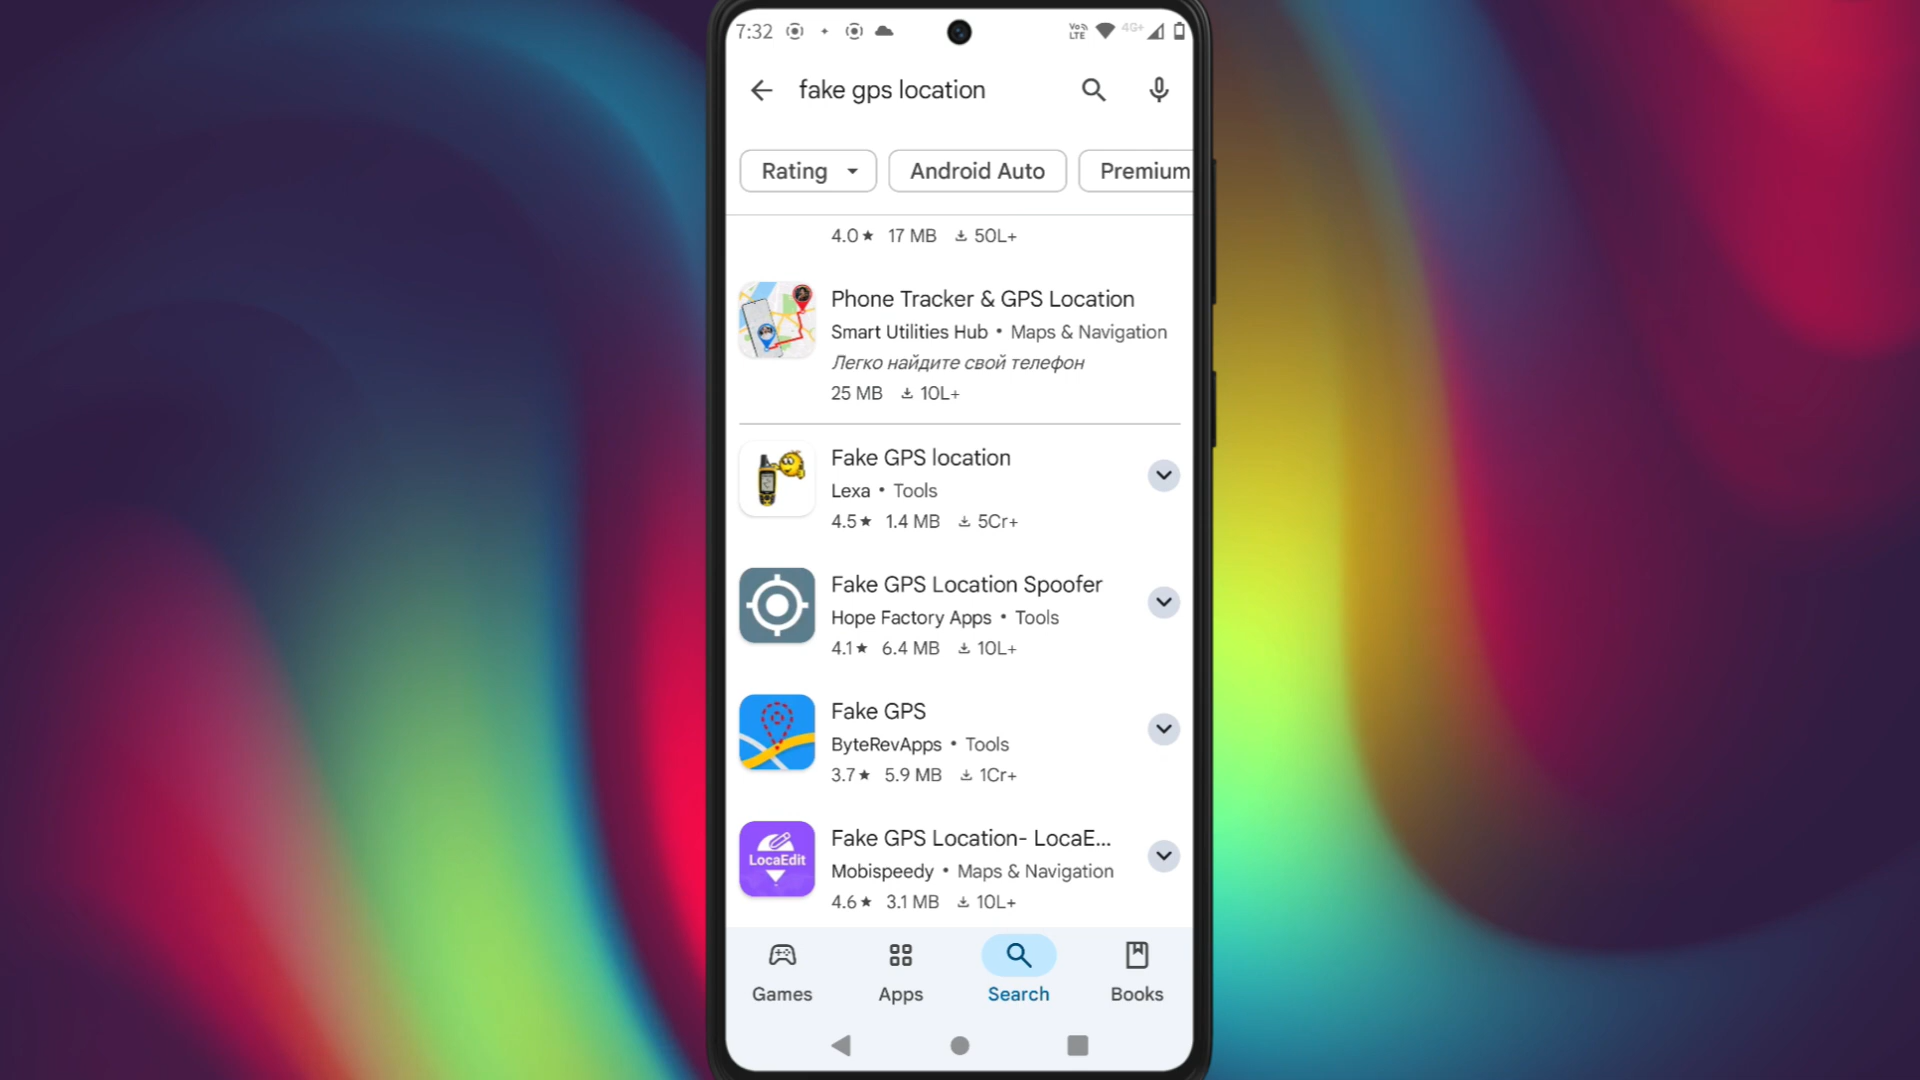 7:32
Vo LTE 4G+
fake gps location
Rating
Android Auto
Premium
4.0★ 17 MB 50L+
Phone Tracker & GPS Location
Smart Utilities Hub • Maps & Navigation
Легко найдите свой телефон
25 MB 10L+
Fake GPS location
Lexa • Tools
4.5★ 1.4 MB 5Cr+
Fake GPS Location Spoofer
Hope Factory Apps • Tools
4.1★ 6.4 MB 10L+
Fake GPS
ByteRevApps • Tools
3.7★ 5.9 MB 1Cr+
LocaEdit
Fake GPS Location- LocaE...
Mobispeedy • Maps & Navigation
4.6★ 3.1 MB 10L+
Games
Apps
Search
Books